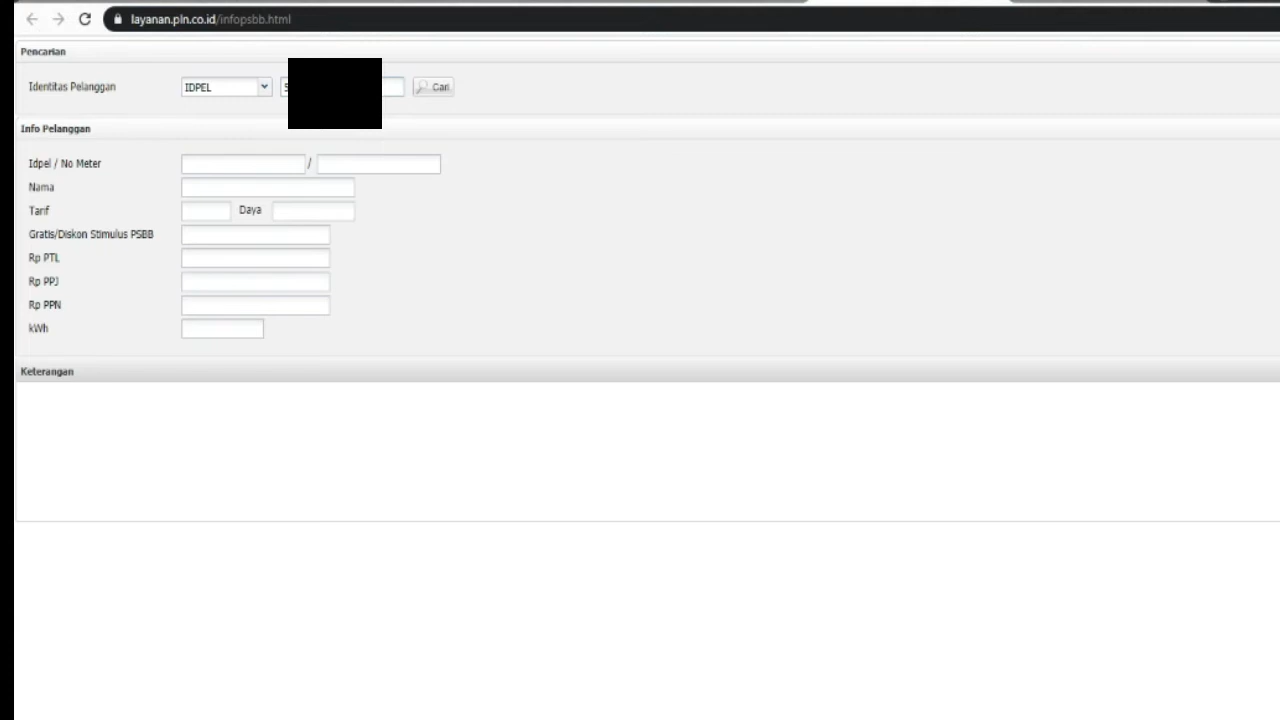 layanan.pln.co.id/infopsbb.html
Pencarian
Identitas Pelanggan IDPEL 5 Cari
Info Pelanggan
Idpel / No Meter /
Nama
Tarif Daya
Gratis/Diskon Stimulus PSBB
Rp PTL
Rp PPJ
Rp PPN
kWh
Keterangan